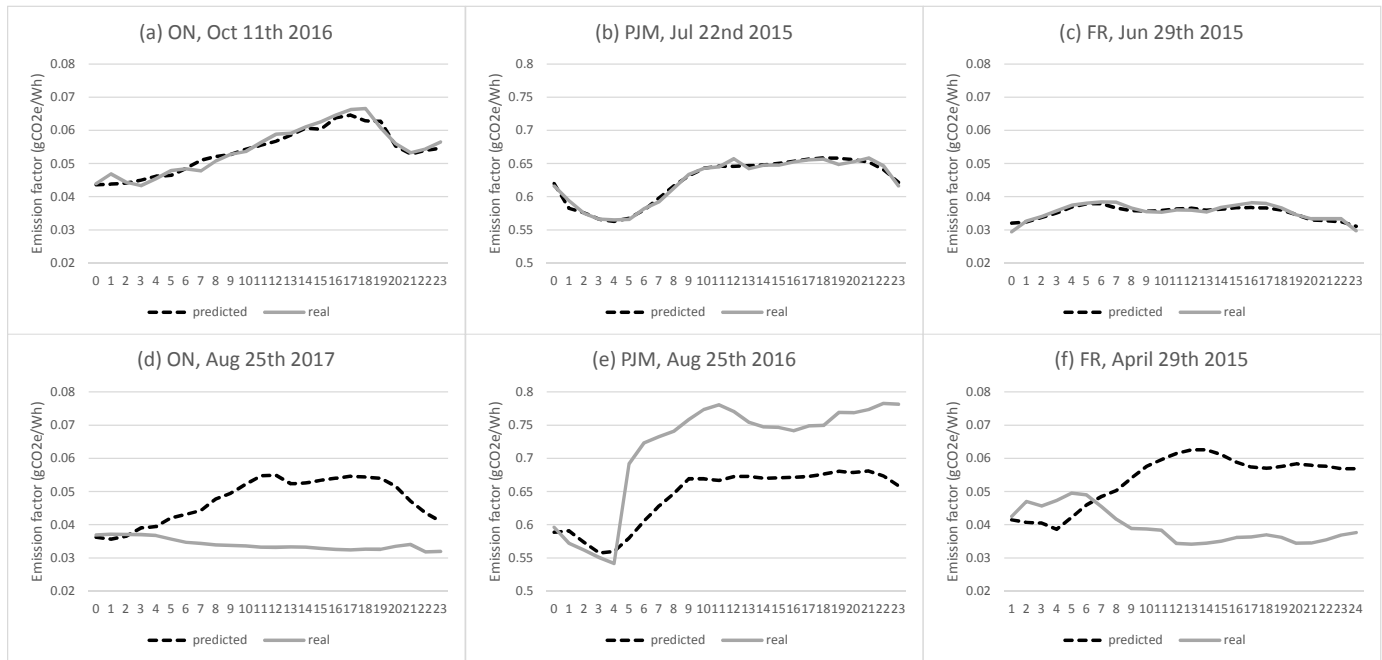 (a) ON, Oct 11th 2016
Emission factor (gCO2e/Wh)
0.08
0.07
0.06
0.05
0.04
0.03
0.02
0 1 2 3 4 5 6 7 8 9 10 11 12 13 14 15 16 17 18 19 20 21 22 23
predicted real
(b) PJM, Jul 22nd 2015
Emission factor (gCO2e/Wh)
0.8
0.75
0.7
0.65
0.6
0.55
0.5
0 1 2 3 4 5 6 7 8 9 10 11 12 13 14 15 16 17 18 19 20 21 22 23
predicted real
(c) FR, Jun 29th 2015
Emission factor (gCO2e/Wh)
0.08
0.07
0.06
0.05
0.04
0.03
0.02
0 1 2 3 4 5 6 7 8 9 10 11 12 13 14 15 16 17 18 19 20 21 22 23
predicted real
(d) ON, Aug 25th 2017
Emission factor (gCO2e/Wh)
0.08
0.07
0.06
0.05
0.04
0.03
0.02
0 1 2 3 4 5 6 7 8 9 10 11 12 13 14 15 16 17 18 19 20 21 22 23
predicted real
(e) PJM, Aug 25th 2016
Emission factor (gCO2e/Wh)
0.8
0.75
0.7
0.65
0.6
0.55
0.5
0 1 2 3 4 5 6 7 8 9 10 11 12 13 14 15 16 17 18 19 20 21 22 23
predicted real
(f) FR, April 29th 2015
Emission factor (gCO2e/Wh)
0.08
0.07
0.06
0.05
0.04
0.03
0.02
1 2 3 4 5 6 7 8 9 10 11 12 13 14 15 16 17 18 19 20 21 22 23 24
predicted real